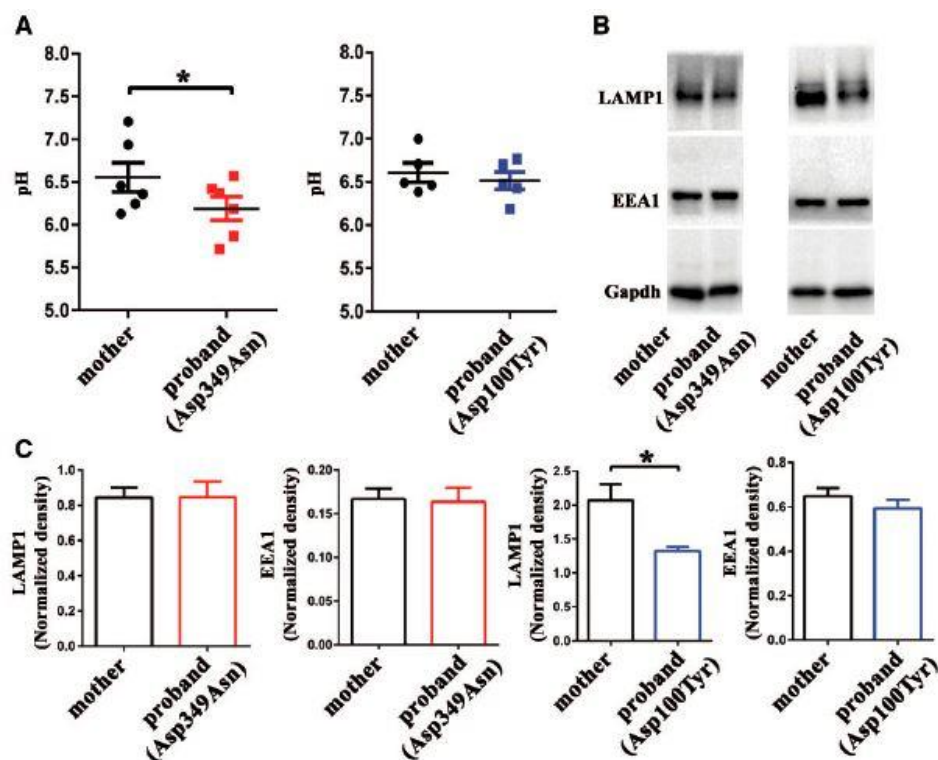 A
B
8.0
7.5
7.0
6.5
6.0
5.5
5.0
pH
*
mother
proband
(Asp349Asn)
8.0
7.5
7.0
6.5
6.0
5.5
5.0
pH
mother
proband
(Asp100Tyr)
LAMP1
EEA1
Gapdh
mother
proband
(Asp349Asn)
mother
proband
(Asp100Tyr)
C
LAMP1
(Normalized density)
1.0
0.8
0.6
0.4
0.2
0.0
mother
proband
(Asp349Asn)
EEA1
(Normalized density)
0.20
0.15
0.10
0.05
0.00
mother
proband
(Asp349Asn)
LAMP1
(Normalized density)
2.5
2.0
1.5
1.0
0.5
0.0
*
mother
proband
(Asp100Tyr)
EEA1
(Normalized density)
0.8
0.6
0.4
0.2
0.0
mother
proband
(Asp100Tyr)